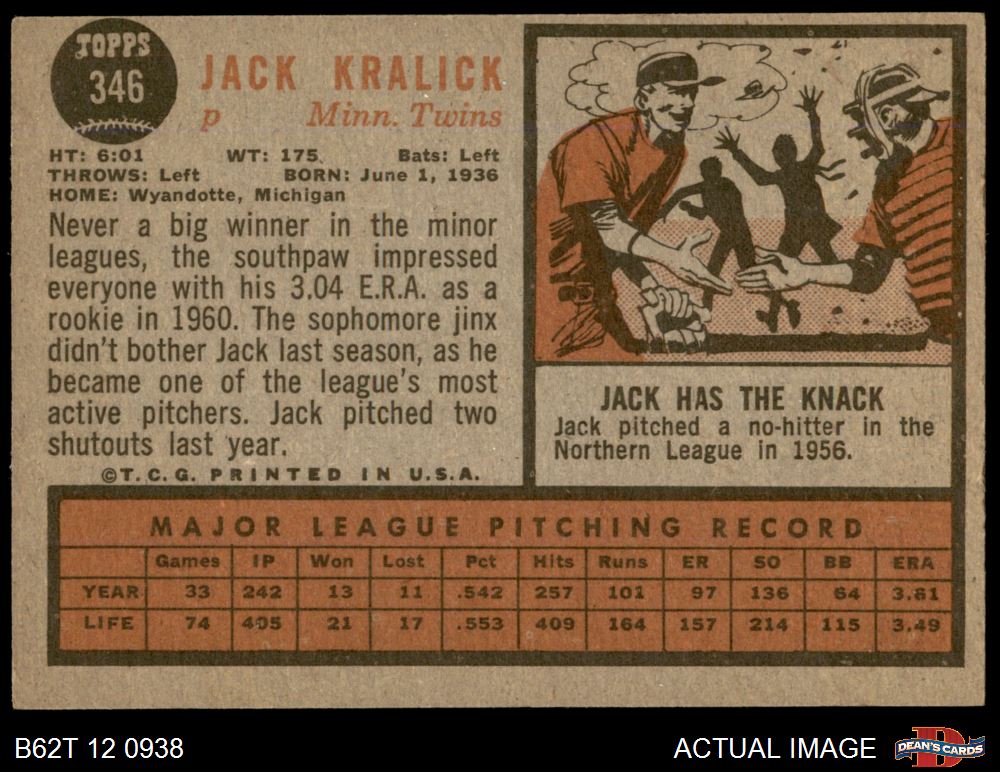 TOPPS
346
JACK KRALICK
p Minn. Twins
HT: 6:01 WT: 175 Bats: Left
THROWS: Left BORN: June 1, 1936
HOME: Wyandotte, Michigan
Never a big winner in the minor
leagues, the southpaw impressed
everyone with his 3.04 E.R.A. as a
rookie in 1960. The sophomore jinx
didn't bother Jack last season, as he
became one of the league's most
active pitchers. Jack pitched two
shutouts last year.
©T.C.G. PRINTED IN U.S.A.
JACK HAS THE KNACK
Jack pitched a no-hitter in the
Northern League in 1956.
MAJOR LEAGUE PITCHING RECORD
Games IP Won Lost Pct Hits Runs ER SO BB ERA
YEAR 33 242 13 11 .542 257 101 97 136 64 3.61
LIFE 74 405 21 17 .553 409 164 157 214 115 3.49
B62T 12 0938
ACTUAL IMAGE
D
DEAN'S CARDS